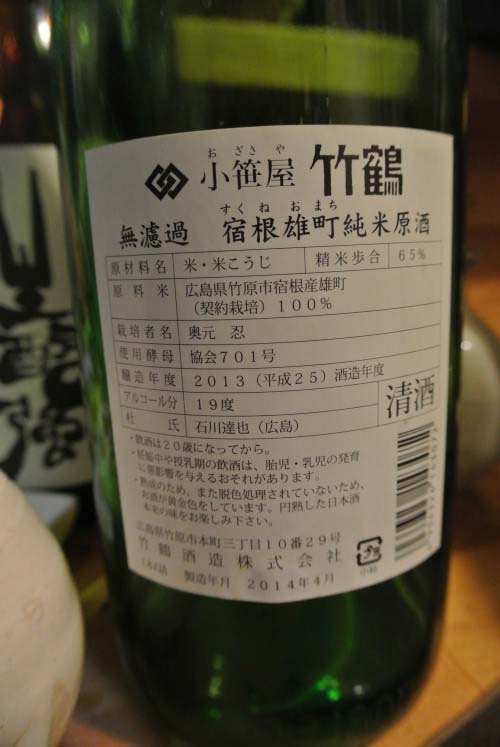 おざさや
小笹屋 竹鶴
すくねおまち
無濾過 宿根雄町純米原酒
原材料名 米・米こうじ 精米歩合 65%
原料米 広島県竹原市宿根産雄町
(契約栽培)100%
栽培者名 奥元 忍
使用酵母 協会701号
醸造年度 2013(平成25)酒造年度
アルコール分 19度
杜氏 石川達也(広島)
清酒
・飲酒は20歳になってから。
・妊娠中や授乳期の飲酒は、胎児・乳児の発育
に悪影響を与えるおそれがあります。
・熟成のため、また脱色処理されていないため、
お酒が黄金色をしています。円熟した日本酒
本来の味をお楽しみ下さい。
広島県竹原市本町三丁目10番29号
竹鶴酒造株式会社
1.8ℓ詰 製造年月 2014年4月